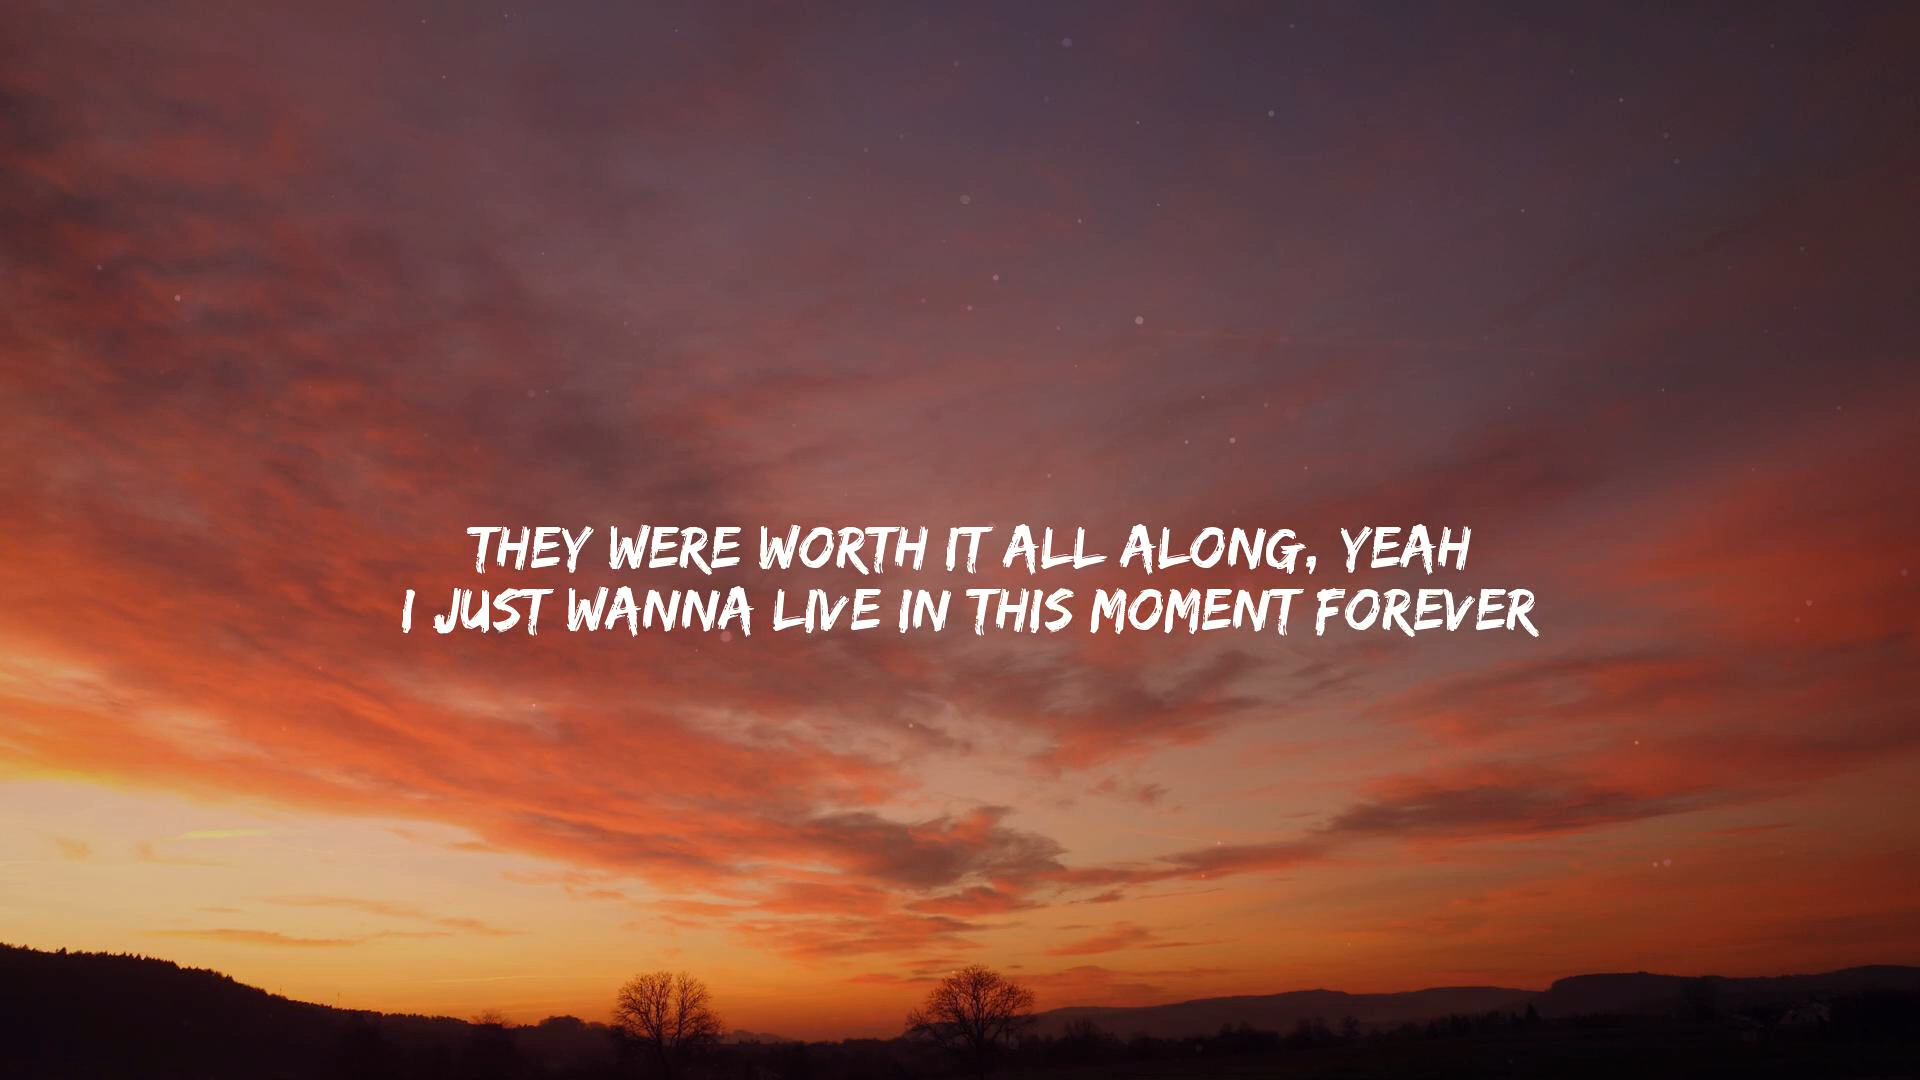 THEY WERE WORTH IT ALL ALONG, YEAH
I JUST WANNA LIVE IN THIS MOMENT FOREVER